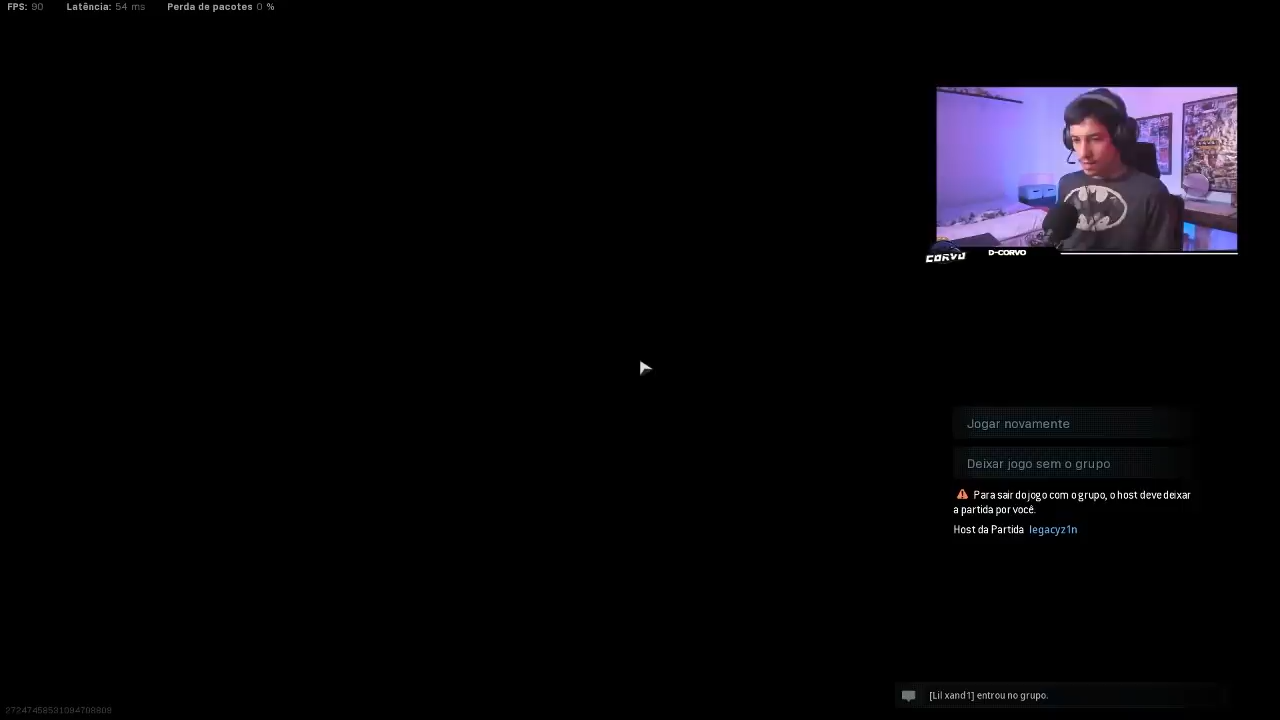 FPS: 90 Latência: 54 ms Perda de pacotes 0 %
CORVO D-CORVO
Jogar novamente
Deixar jogo sem o grupo
Para sair do jogo com o grupo, o host deve deixar
a partida por você.
Host da Partida legacyz1n
[Lil xand1] entrou no grupo.